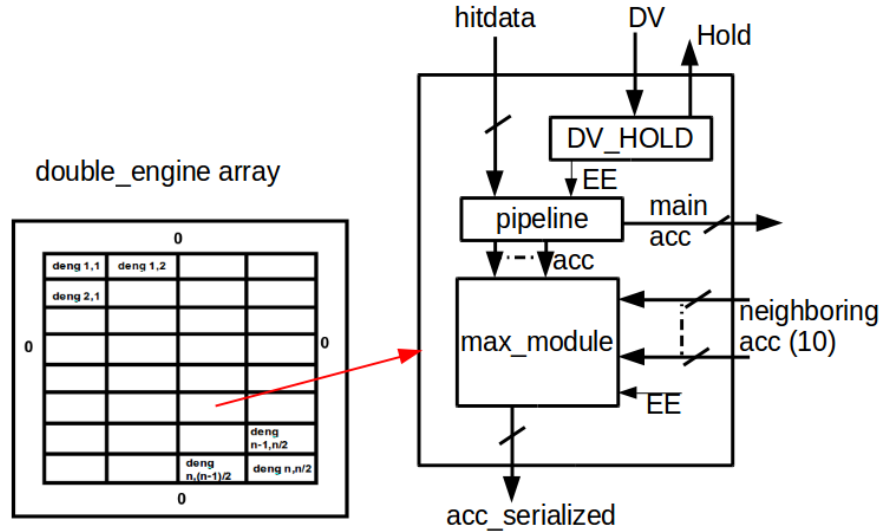 hitdata
DV
Hold
DV_HOLD
EE
pipeline
main
acc
acc
max_module
neighboring
acc (10)
EE
acc_serialized
double_engine array
0
deng 1,1
deng 1,2
deng 2,1
0
0
deng
n-1,n/2
deng
n,(n-1)/2
deng n,n/2
0